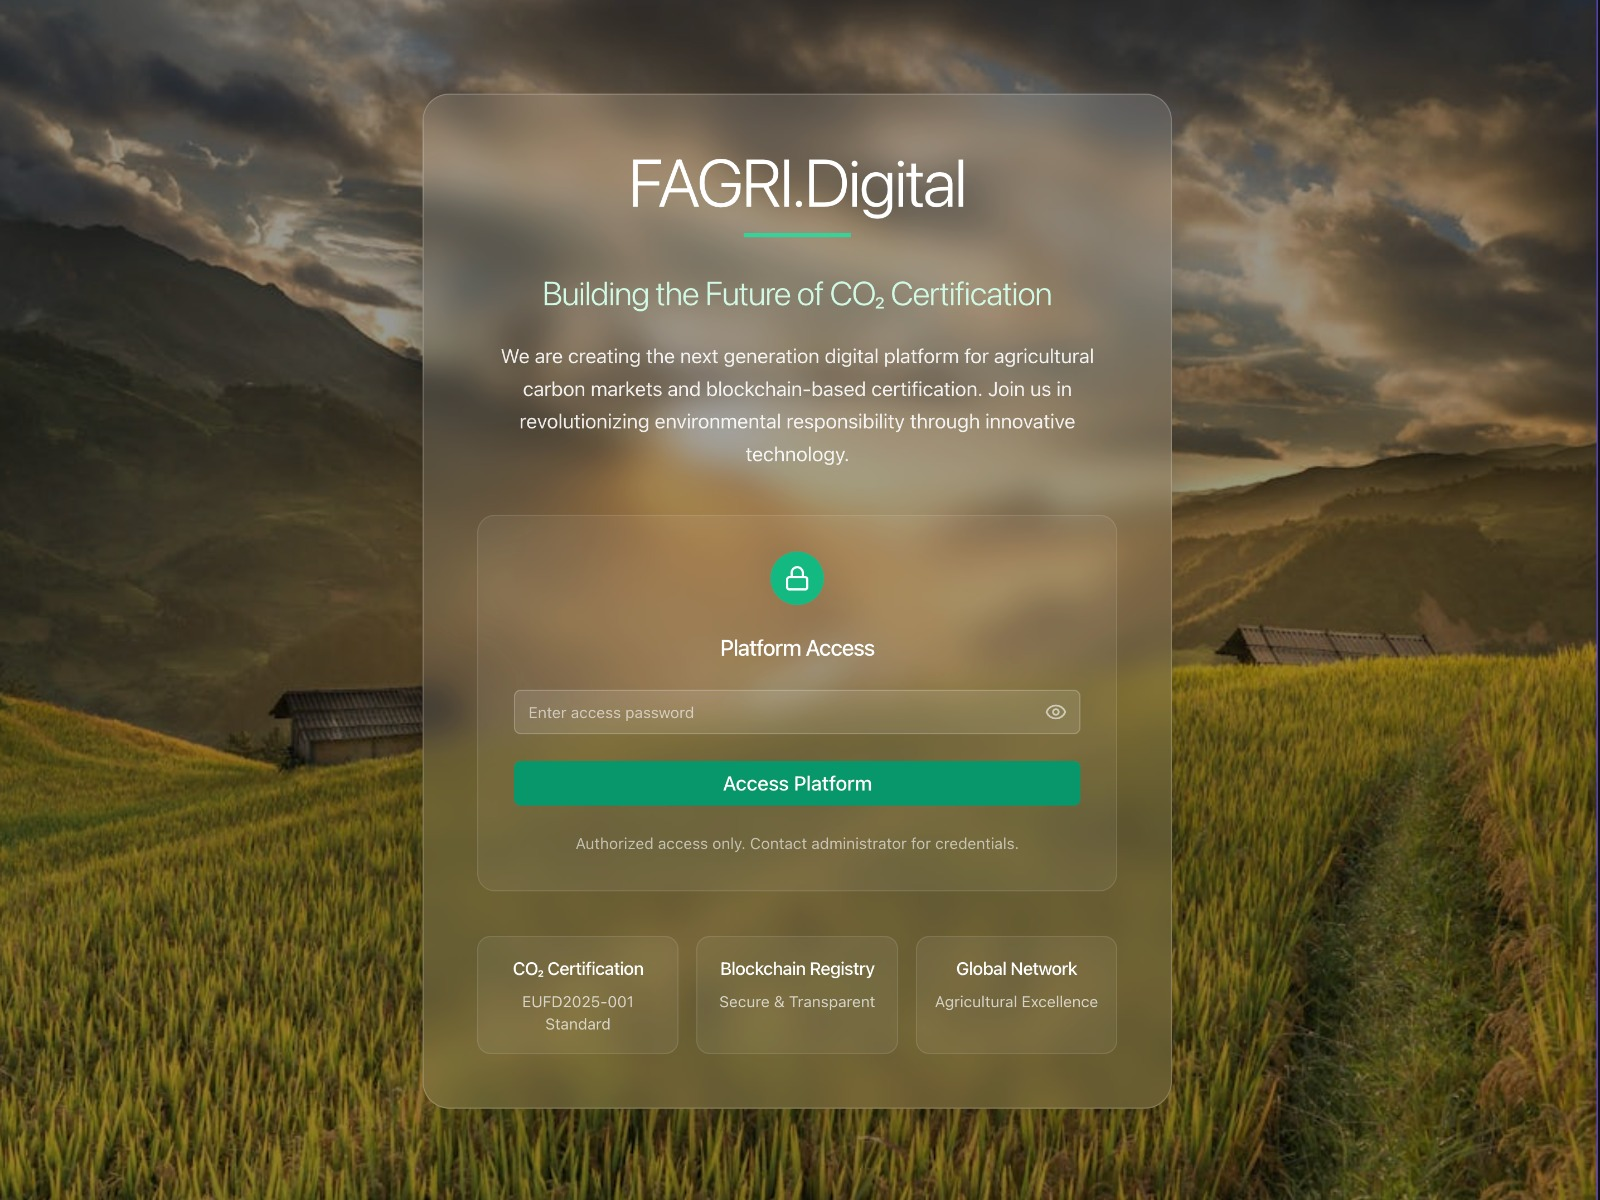 FAGRI.Digital
Building the Future of CO₂ Certification
We are creating the next generation digital platform for agricultural
carbon markets and blockchain-based certification. Join us in
revolutionizing environmental responsibility through innovative
technology.
Platform Access
Enter access password
Access Platform
Authorized access only. Contact administrator for credentials.
CO₂ Certification
EUFD2025-001
Standard
Blockchain Registry
Secure & Transparent
Global Network
Agricultural Excellence